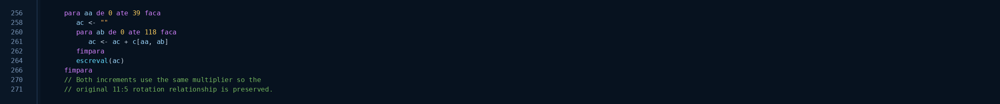 256 para aa de 0 ate 39 faca
258 ac <- ""
260 para ab de 0 ate 118 faca
261 ac <- ac + c[aa, ab]
262 fimpara
264 escreval(ac)
266 fimpara
270 // Both increments use the same multiplier so the
271 // original 11:5 rotation relationship is preserved.